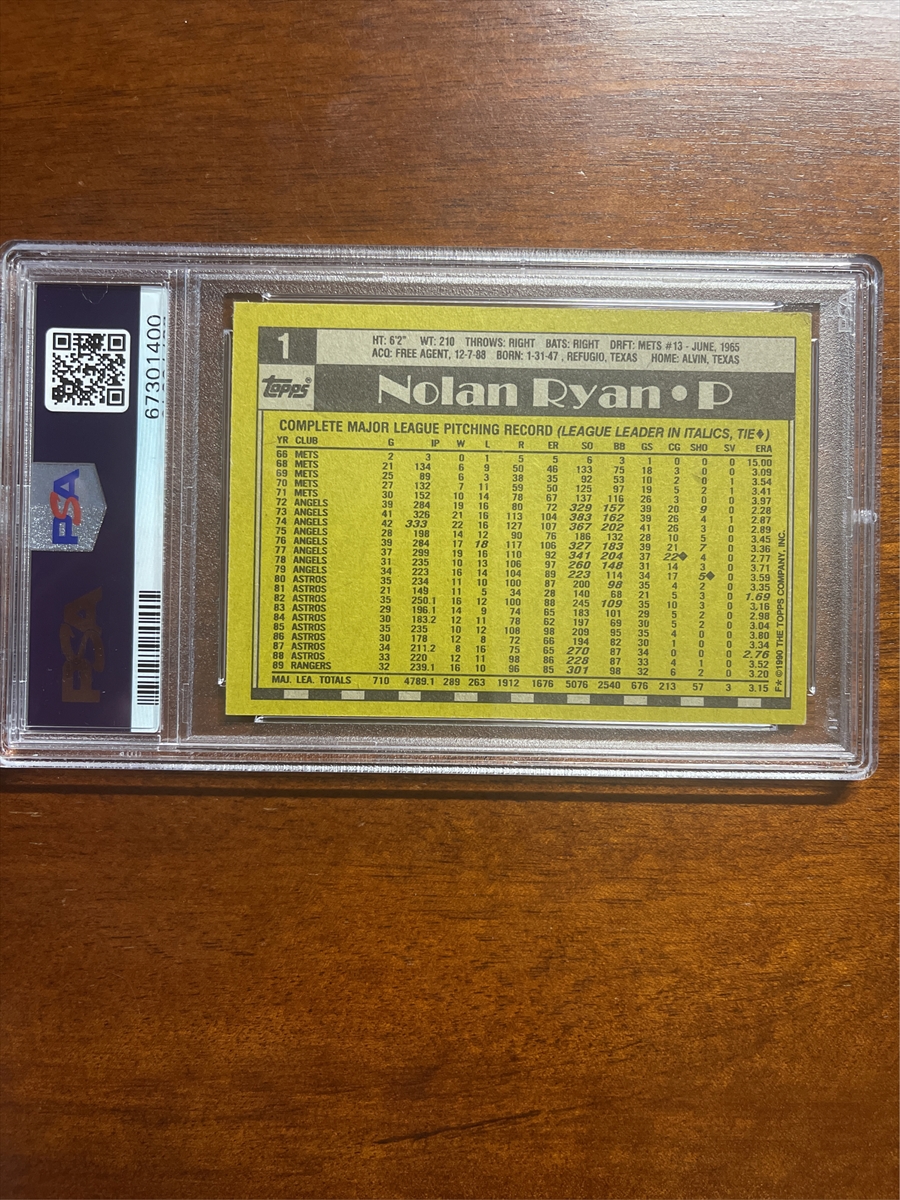 1
HT: 6'2" WT: 210 THROWS: RIGHT BATS: RIGHT DRFT: METS #13 - JUNE, 1965
ACQ: FREE AGENT, 12-7-88 BORN: 1-31-47, REFUGIO, TEXAS HOME: ALVIN, TEXAS
topps®
Nolan Ryan • P
COMPLETE MAJOR LEAGUE PITCHING RECORD (LEAGUE LEADER IN ITALICS, TIE♦)
YR CLUB G IP W L R ER SO BB GS CG SHO SV ERA
66 METS 2 3 0 1 5 5 6 3 1 0 0 0 15.00
68 METS 21 134 6 9 50 46 133 75 18 3 0 0 3.09
69 METS 25 89 6 3 38 35 92 53 10 2 0 1 3.54
70 METS 27 132 7 11 59 50 125 97 19 5 2 1 3.41
71 METS 30 152 10 14 78 67 137 116 26 3 0 0 3.97
72 ANGELS 39 284 19 16 80 72 329 157 39 20 9 0 2.28
73 ANGELS 41 326 21 16 113 104 383 162 39 26 4 1 2.87
74 ANGELS 42 333 22 16 127 107 367 202 41 26 3 0 2.89
75 ANGELS 28 198 14 12 90 76 186 132 28 10 5 0 3.45
76 ANGELS 39 284 17 18 117 106 327 183 39 21 7 0 3.36
77 ANGELS 37 299 19 16 110 92 341 204 37 22♦ 4 0 2.77
78 ANGELS 31 235 10 13 106 97 260 148 31 14 3 0 3.71
79 ANGELS 34 223 16 14 104 89 223 114 34 17 5♦ 0 3.59
80 ASTROS 35 234 11 10 100 87 200 98 35 4 2 0 3.35
81 ASTROS 21 149 11 5 34 28 140 68 21 5 3 0 1.69
82 ASTROS 35 250.1 16 12 100 88 245 109 35 10 3 0 3.16
83 ASTROS 29 196.1 14 9 74 65 183 101 29 5 2 0 2.98
84 ASTROS 30 183.2 12 11 78 62 197 69 30 5 2 0 3.04
85 ASTROS 35 235 10 12 108 98 209 95 35 4 0 0 3.80
86 ASTROS 30 178 12 8 72 66 194 82 30 1 0 0 3.34
87 ASTROS 34 211.2 8 16 75 65 270 87 34 0 0 0 2.76
88 ASTROS 33 220 12 11 98 86 228 87 33 4 1 0 3.52
89 RANGERS 32 239.1 16 10 96 85 301 98 32 6 2 0 3.20
MAJ. LEA. TOTALS 710 4789.1 289 263 1912 1676 5076 2540 676 213 57 3 3.15
F* ©1990 THE TOPPS COMPANY, INC.
67301400
PSA
PSA
PSA